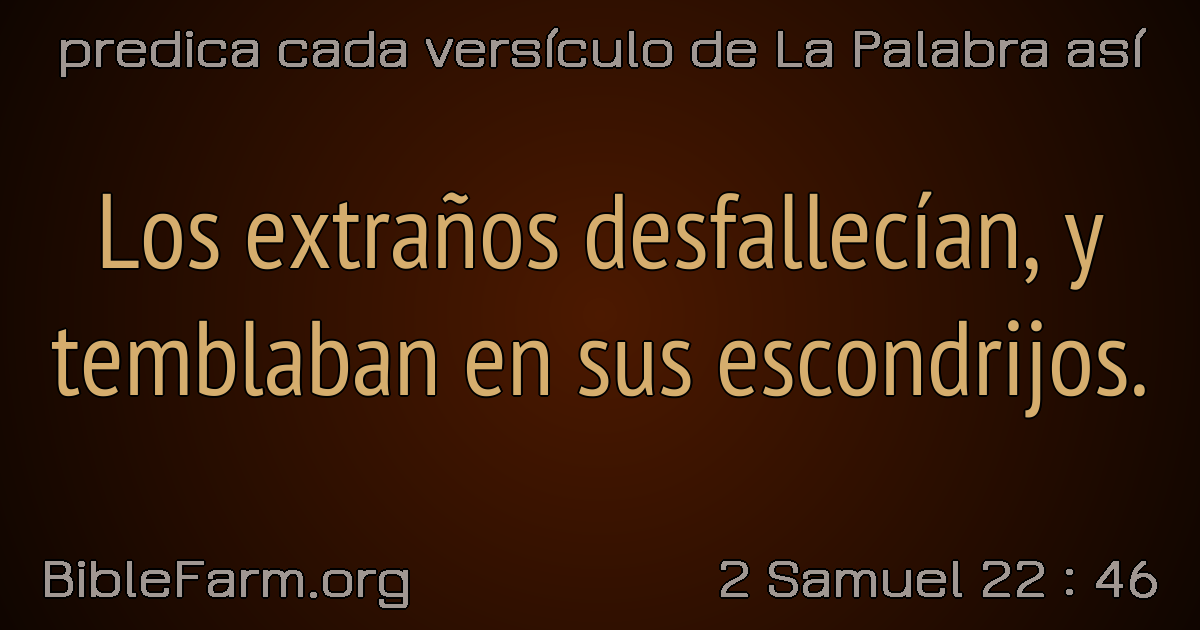 predica cada versículo de La Palabra así
Los extraños desfallecían, y
temblaban en sus escondrijos.
BibleFarm.org
2 Samuel 22 : 46